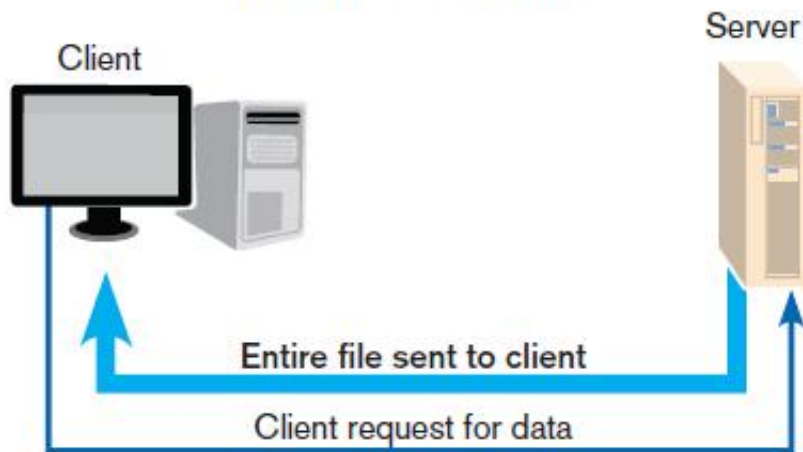 Server
Client
Entire file sent to client
Client request for data